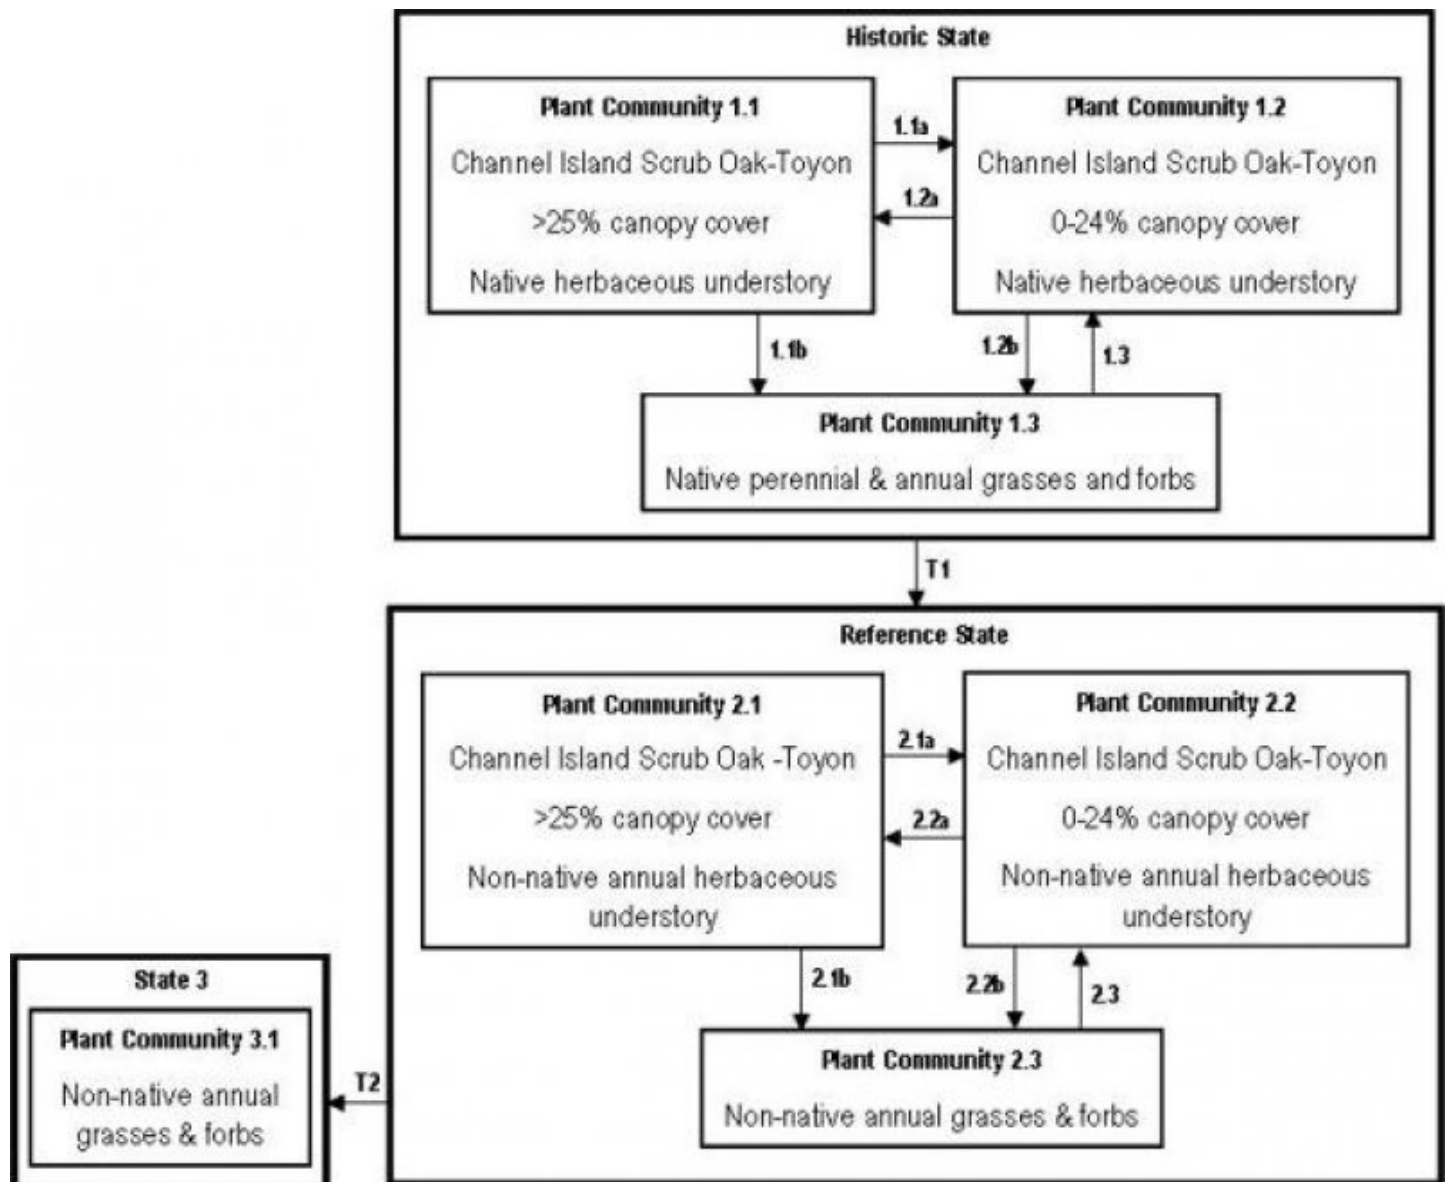 Historic State
Plant Community 1.1
Channel Island Scrub Oak-Toyon
>25% canopy cover
Native herbaceous understory
1.1a
1.2a
Plant Community 1.2
Channel Island Scrub Oak-Toyon
0-24% canopy cover
Native herbaceous understory
1.1b
1.2b
1.3
Plant Community 1.3
Native perennial & annual grasses and forbs
T1
Reference State
Plant Community 2.1
Channel Island Scrub Oak -Toyon
>25% canopy cover
Non-native annual herbaceous
understory
2.1a
2.2a
Plant Community 2.2
Channel Island Scrub Oak-Toyon
0-24% canopy cover
Non-native annual herbaceous
understory
2.1b
2.2b
2.3
Plant Community 2.3
Non-native annual grasses & forbs
T2
State 3
Plant Community 3.1
Non-native annual
grasses & forbs